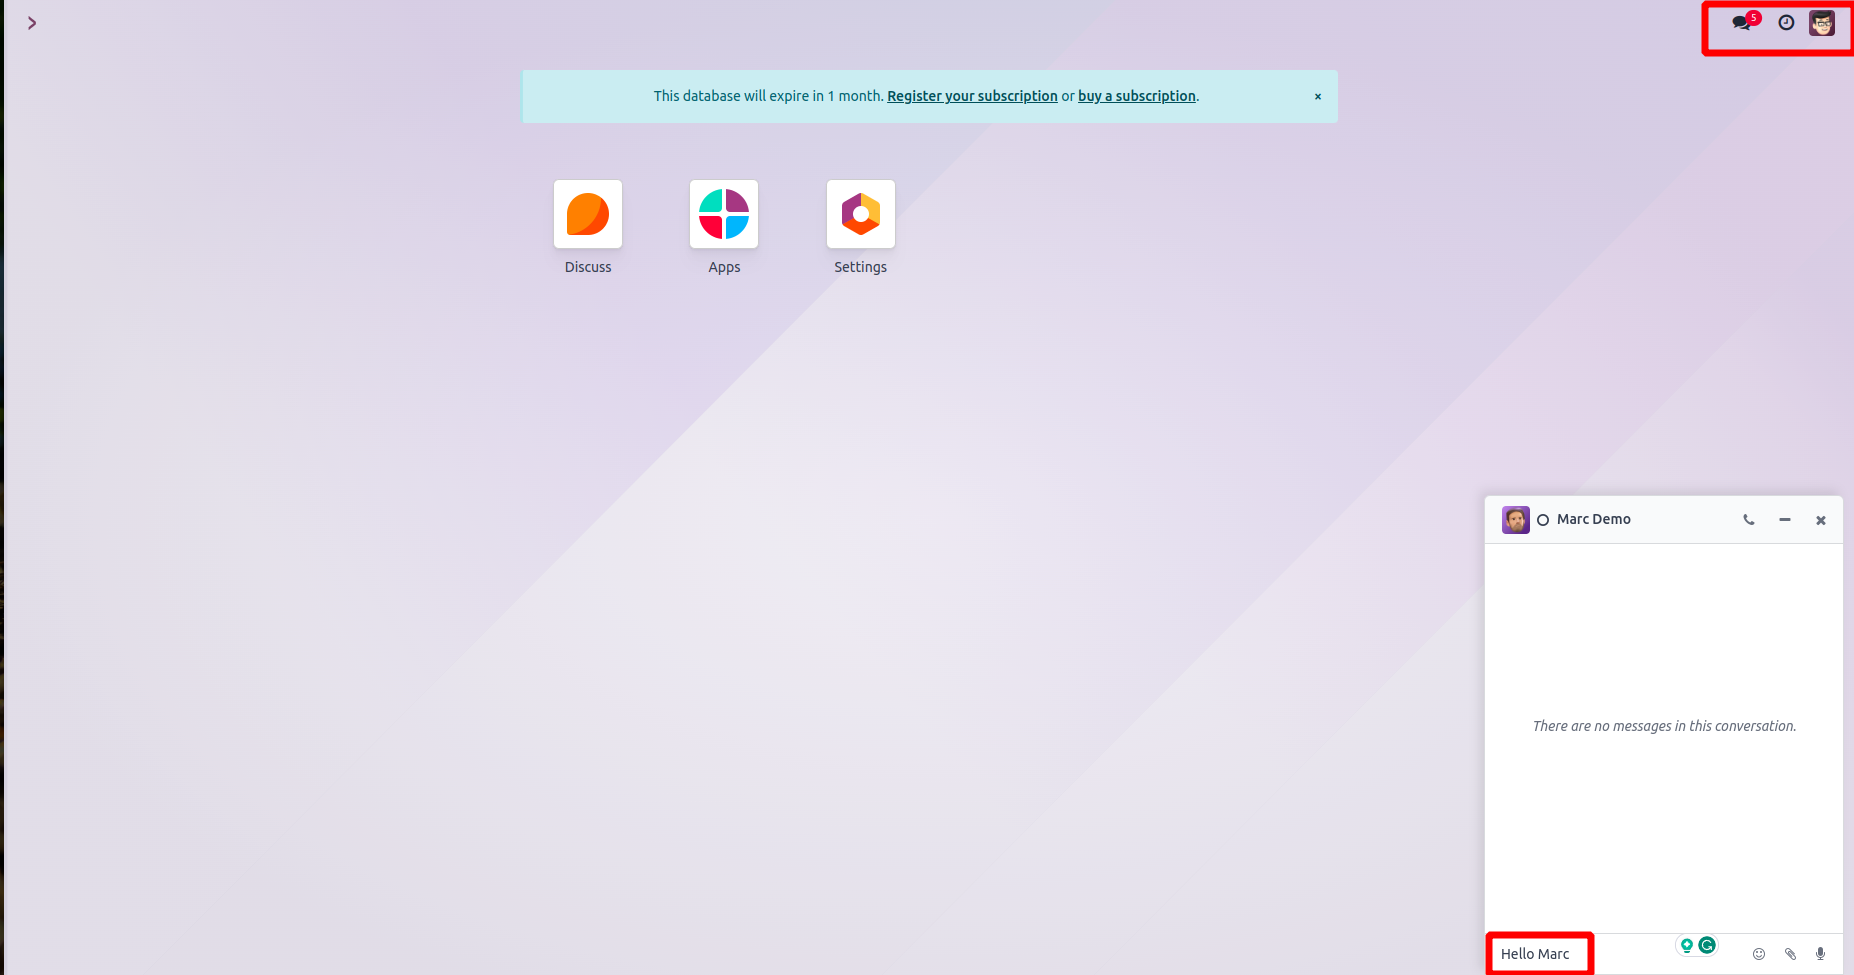 5
This database will expire in 1 month. Register your subscription or buy a subscription.
Discuss
Apps
Settings
Marc Demo
There are no messages in this conversation.
Hello Marc